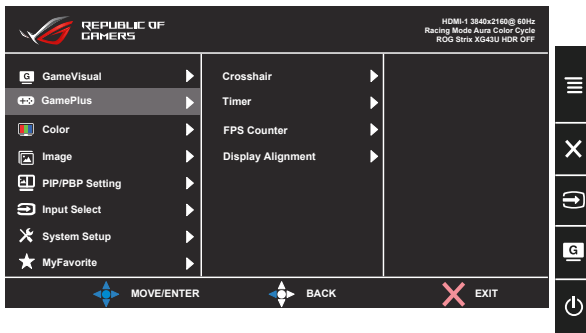 REPUBLIC OF
GAMERS
HDMI-1 3840x2160@ 60Hz
Racing Mode Aura Color Cycle
ROG Strix XG43U HDR OFF
G GameVisual
GamePlus
Color
Image
PIP/PBP Setting
Input Select
System Setup
MyFavorite
Crosshair
Timer
FPS Counter
Display Alignment
MOVE/ENTER
BACK
EXIT
G